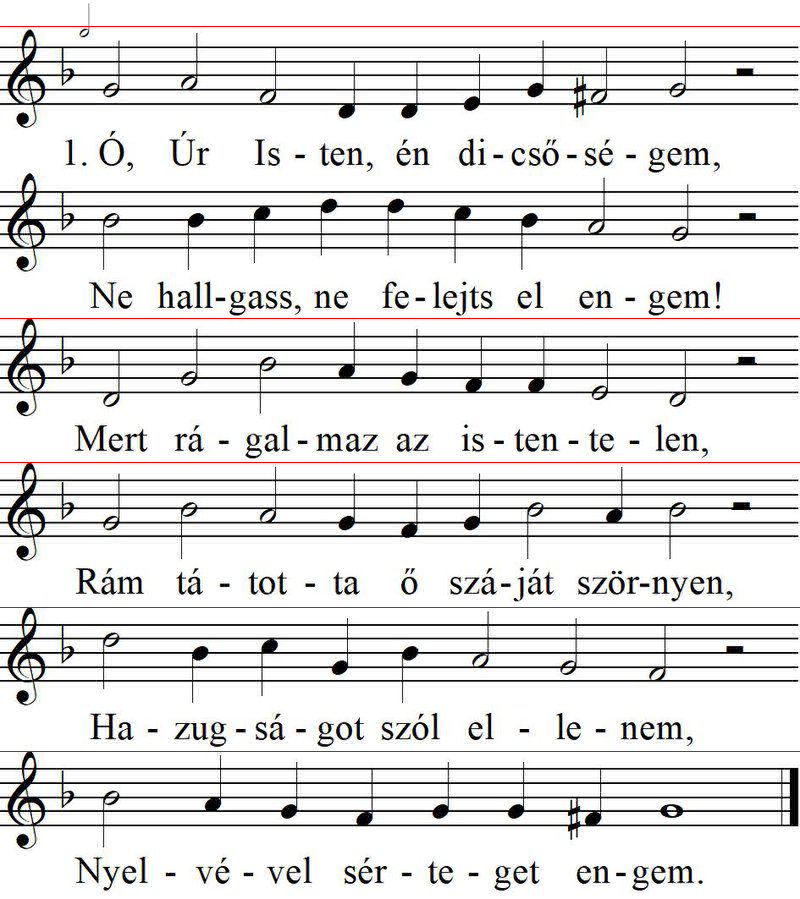 1. Ó, Úr Is - ten, én di - cső - sé - gem,
Ne hall - gass, ne fe - lejts el en - gem!
Mert rá - gal - maz az is - ten - te - len,
Rám tá - tot - ta ő szá - ját ször - nyen,
Ha - zug - sá - got szól el - le - nem,
Nyel - vé - vel sér - te - get en - gem.